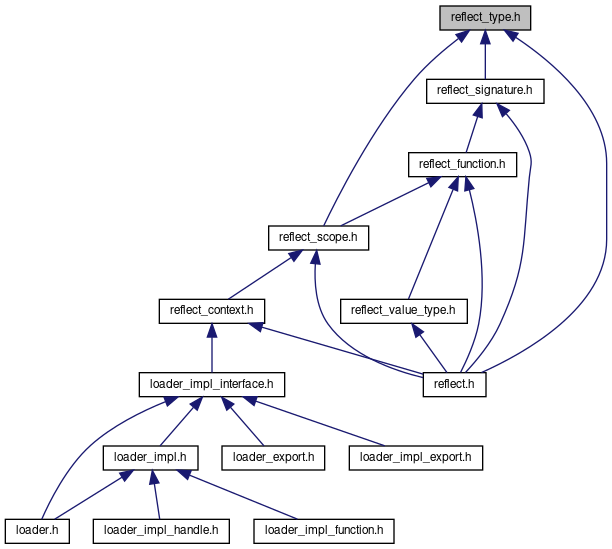 reflect_type.h
reflect_signature.h
reflect_function.h
reflect_scope.h
reflect_context.h
reflect_value_type.h
loader_impl_interface.h
reflect.h
loader_impl.h
loader_export.h
loader_impl_export.h
loader.h
loader_impl_handle.h
loader_impl_function.h